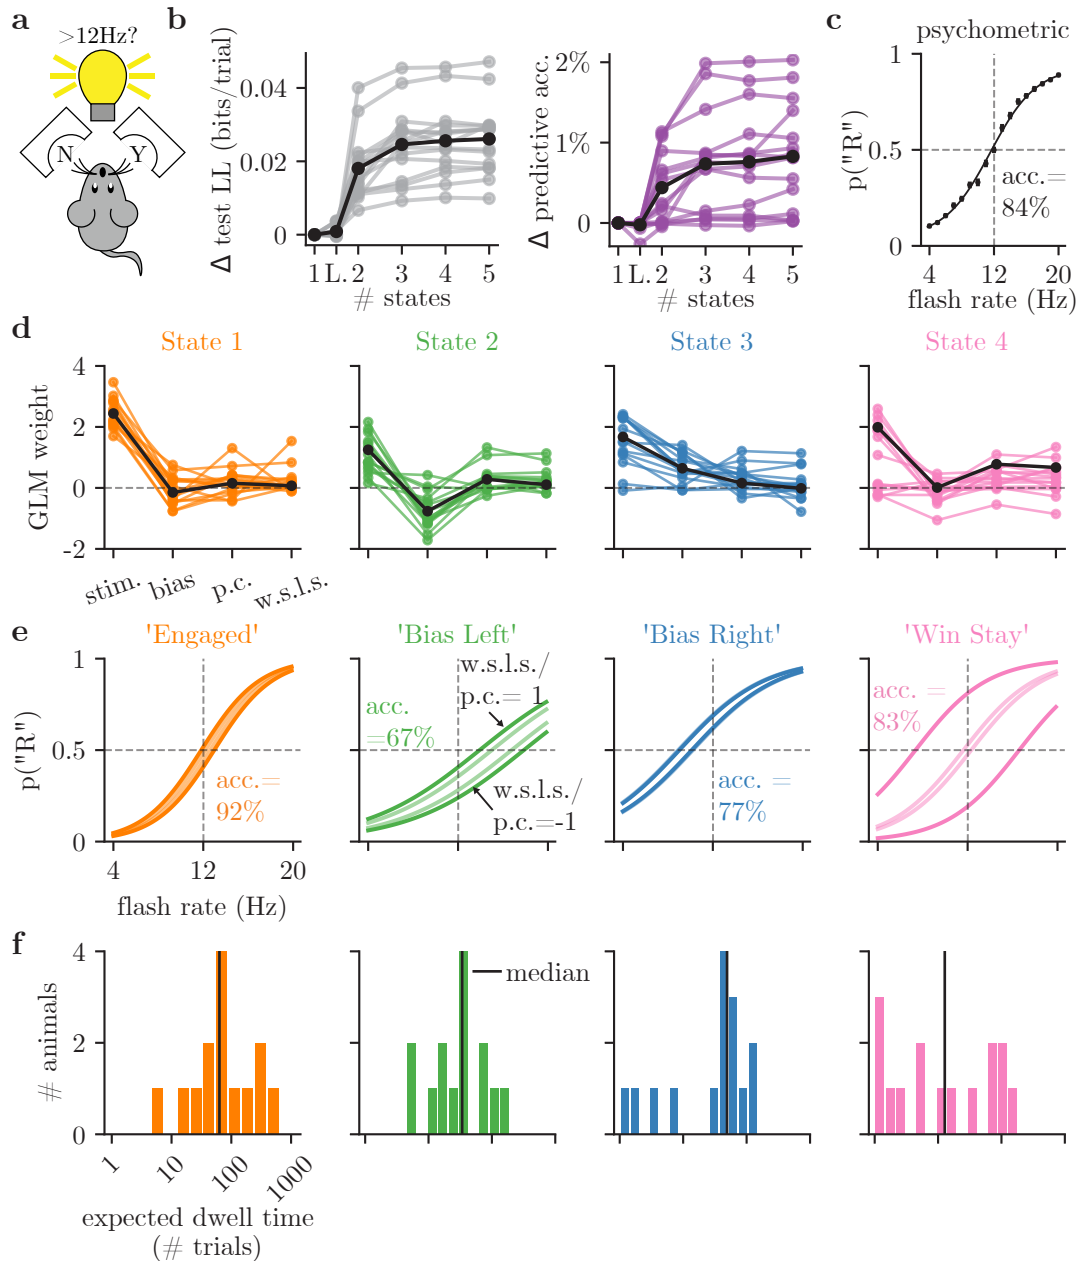 a
>12Hz?
N
Y
b
Δ test LL (bits/trial)
0.04
0.02
0
1 L. 2 3 4 5
# states
Δ predictive acc.
2%
1%
0
1 L. 2 3 4 5
# states
c
psychometric
p("R")
1
0.5
0
acc.=
84%
4 12 20
flash rate (Hz)
d
State 1
State 2
State 3
State 4
GLM weight
4
2
0
-2
stim. bias p.c. w.s.l.s.
e
'Engaged'
'Bias Left'
'Bias Right'
'Win Stay'
p("R")
1
0.5
0
acc.=
92%
4 12 20
flash rate (Hz)
w.s.l.s./
p.c.= 1
acc.
=67%
w.s.l.s./
p.c.=-1
acc. =
77%
acc. =
83%
f
# animals
4
2
0
1 10 100 1000
expected dwell time
(# trials)
median